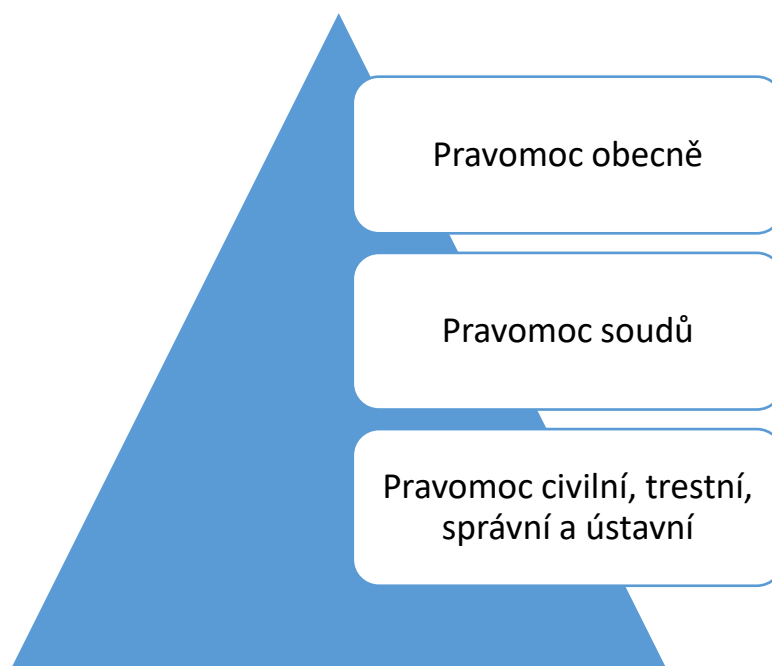 Pravomoc obecně
Pravomoc soudů
Pravomoc civilní, trestní,
správní a ústavní